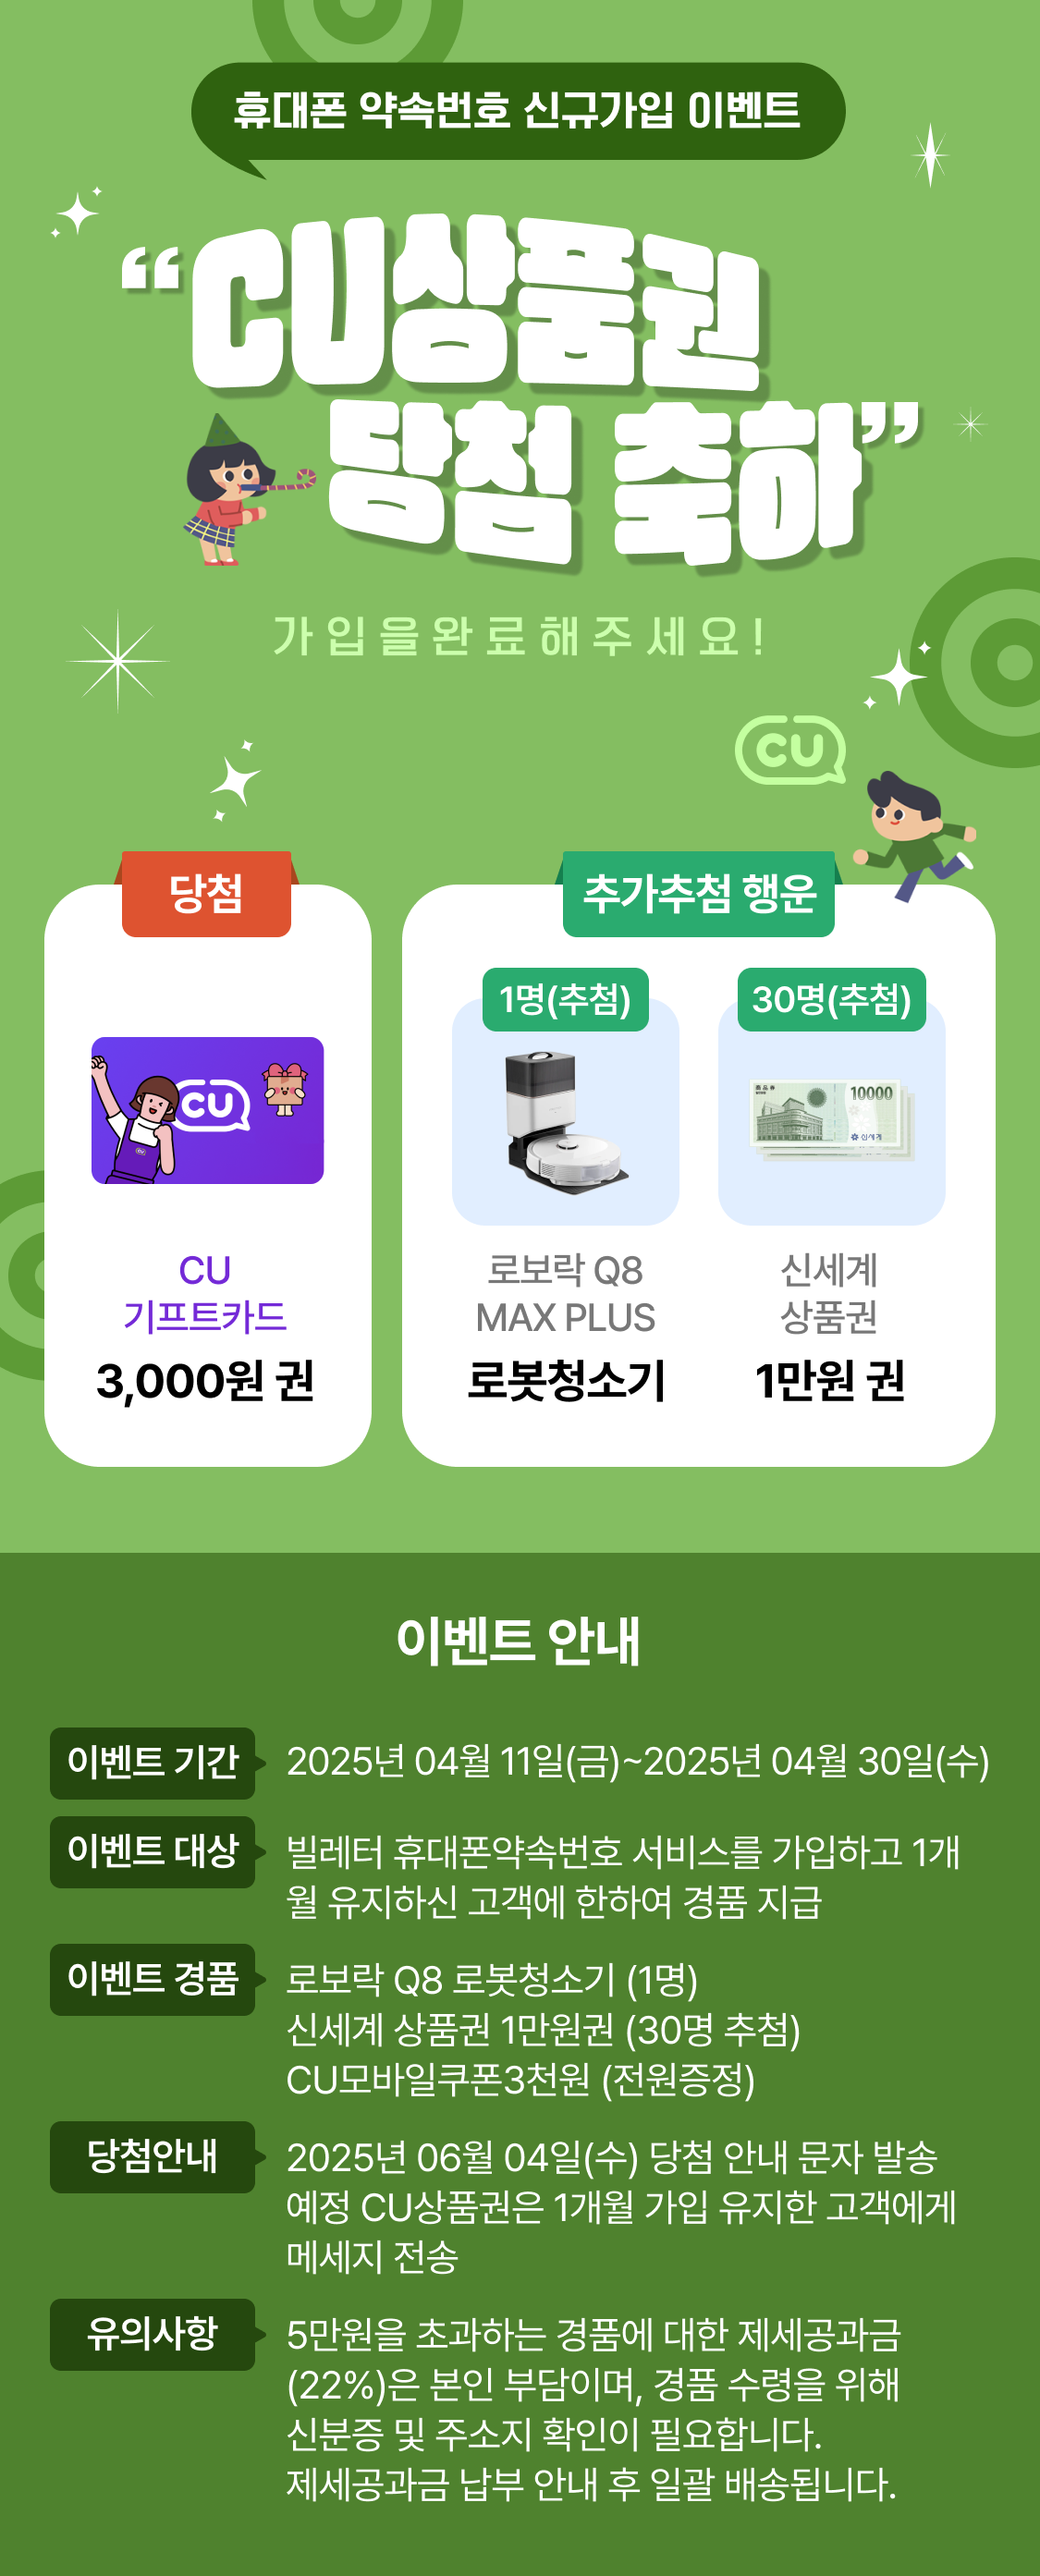 휴대폰 약속번호 신규가입 이벤트
“CU상품권
당첨 축하”
가입을완료해주세요!
CU
당첨
추가추첨 행운
1명(추첨)
30명(추첨)
CU
商品券
10000
신세계
CU
기프트카드
3,000원 권
로보락 Q8
MAX PLUS
로봇청소기
신세계
상품권
1만원 권
이벤트 안내
이벤트 기간
2025년 04월 11일(금)~2025년 04월 30일(수)
이벤트 대상
빌레터 휴대폰약속번호 서비스를 가입하고 1개
월 유지하신 고객에 한하여 경품 지급
이벤트 경품
로보락 Q8 로봇청소기 (1명)
신세계 상품권 1만원권 (30명 추첨)
CU모바일쿠폰3천원 (전원증정)
당첨안내
2025년 06월 04일(수) 당첨 안내 문자 발송
예정 CU상품권은 1개월 가입 유지한 고객에게
메세지 전송
유의사항
5만원을 초과하는 경품에 대한 제세공과금
(22%)은 본인 부담이며, 경품 수령을 위해
신분증 및 주소지 확인이 필요합니다.
제세공과금 납부 안내 후 일괄 배송됩니다.